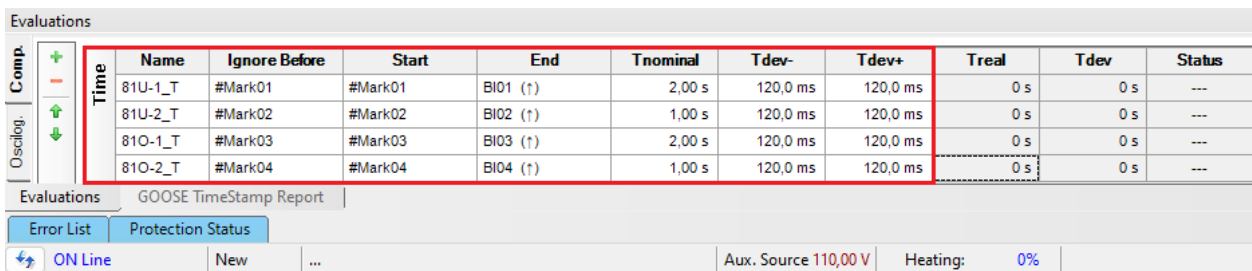 Evaluations
Comp.
Oscilog.
Time
Name Ignore Before Start End Tnominal Tdev- Tdev+ Treal Tdev Status
81U-1_T #Mark01 #Mark01 BI01 (↑) 2,00 s 120,0 ms 120,0 ms 0 s 0 s ---
81U-2_T #Mark02 #Mark02 BI02 (↑) 1,00 s 120,0 ms 120,0 ms 0 s 0 s ---
81O-1_T #Mark03 #Mark03 BI03 (↑) 2,00 s 120,0 ms 120,0 ms 0 s 0 s ---
81O-2_T #Mark04 #Mark04 BI04 (↑) 1,00 s 120,0 ms 120,0 ms 0 s 0 s ---
Evaluations GOOSE TimeStamp Report
Error List Protection Status
ON Line New ... Aux. Source 110,00 V Heating: 0%